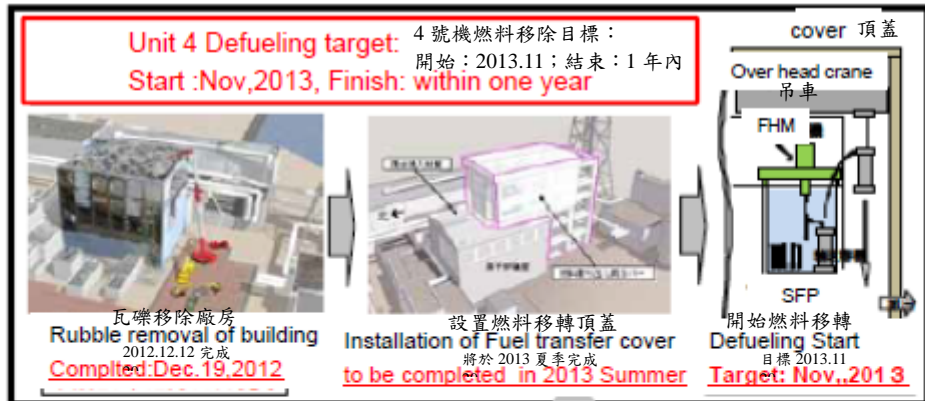 Unit 4 Defueling target:
4 號機燃料移除目標：
Start :Nov,2013, Finish: within one year
開始：2013.11；結束：1 年內
cover 頂蓋
Over head crane
吊車
FHM
SFP
瓦礫移除廠房
Rubble removal of building
2012.12.12 完成
Complted:Dec.19,2012
設置燃料移轉頂蓋
Installation of Fuel transfer cover
將於 2013 夏季完成
to be completed in 2013 Summer
開始燃料移轉
Defueling Start
目標 2013.11
Target: Nov.,2013